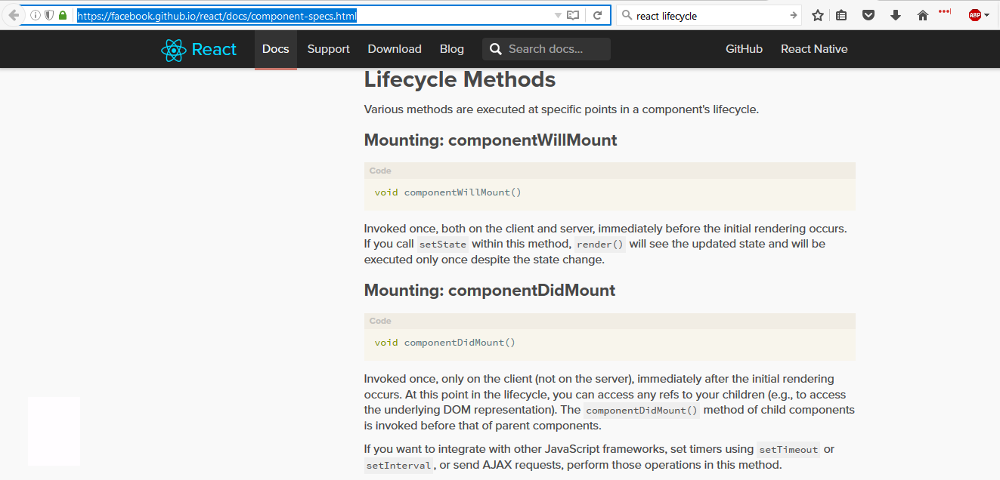 https://facebook.github.io/react/docs/component-specs.html
react lifecycle
ABP
React
Docs
Support
Download
Blog
Search docs...
GitHub
React Native
Lifecycle Methods
Various methods are executed at specific points in a component's lifecycle.
Mounting: componentWillMount
Code
void componentWillMount()
Invoked once, both on the client and server, immediately before the initial rendering occurs.
If you call setState within this method, render() will see the updated state and will be
executed only once despite the state change.
Mounting: componentDidMount
Code
void componentDidMount()
Invoked once, only on the client (not on the server), immediately after the initial rendering
occurs. At this point in the lifecycle, you can access any refs to your children (e.g., to access
the underlying DOM representation). The componentDidMount() method of child components
is invoked before that of parent components.
If you want to integrate with other JavaScript frameworks, set timers using setTimeout or
setInterval, or send AJAX requests, perform those operations in this method.